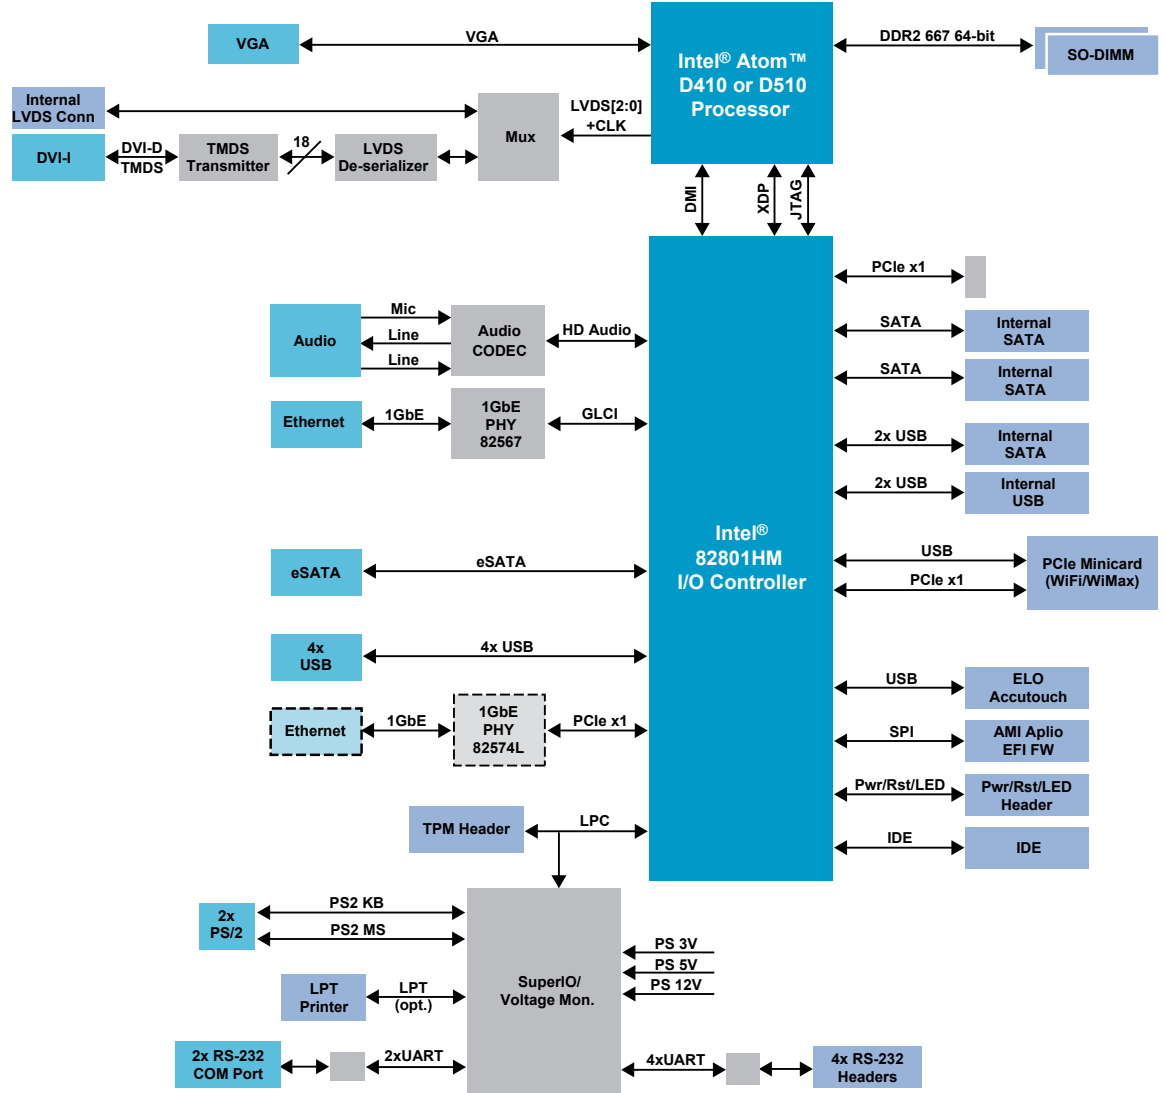 VGA
VGA
Intel® Atom™
D410 or D510
Processor
DDR2 667 64-bit
SO-DIMM
Internal
LVDS Conn
Mux
LVDS[2:0]
+CLK
DVI-I
DVI-D
TMDS
TMDS
Transmitter
18
LVDS
De-serializer
DMI
XDP
JTAG
Intel®
82801HM
I/O Controller
PCIe x1
Audio
Mic
Line
Line
Audio
CODEC
HD Audio
SATA
Internal
SATA
SATA
Internal
SATA
Ethernet
1GbE
1GbE
PHY
82567
GLCI
2x USB
Internal
SATA
2x USB
Internal
USB
eSATA
eSATA
USB
PCIe x1
PCIe Minicard
(WiFi/WiMax)
4x
USB
4x USB
USB
ELO
Accutouch
Ethernet
1GbE
1GbE
PHY
82574L
PCIe x1
SPI
AMI Aplio
EFI FW
Pwr/Rst/LED
Pwr/Rst/LED
Header
TPM Header
LPC
IDE
IDE
2x
PS/2
PS2 KB
PS2 MS
SuperIO/
Voltage Mon.
PS 3V
PS 5V
PS 12V
LPT
Printer
LPT
(opt.)
2x RS-232
COM Port
2xUART
4xUART
4x RS-232
Headers